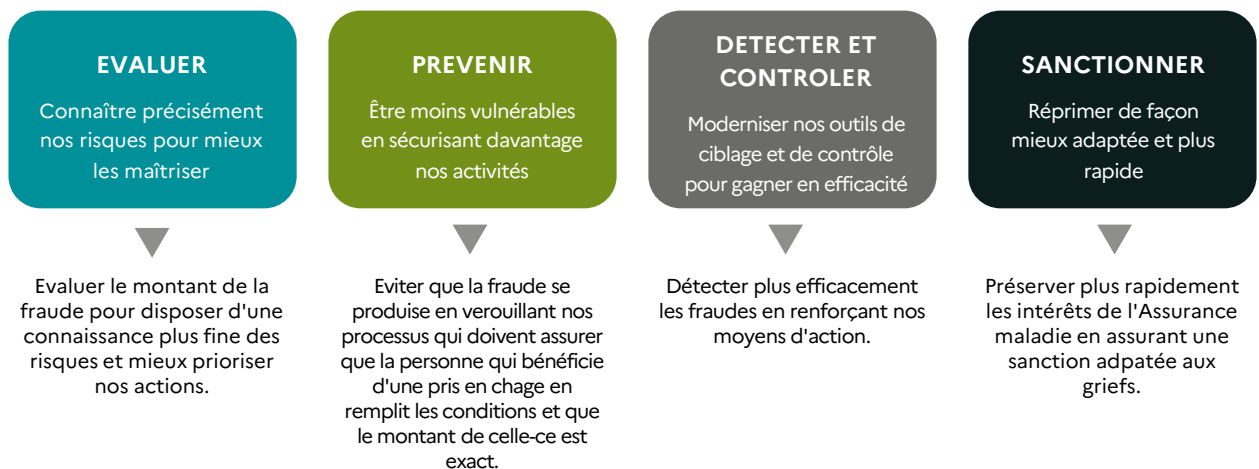 EVALUER
Connaître précisément
nos risques pour mieux
les maîtriser
Evaluer le montant de la
fraude pour disposer d'une
connaissance plus fine des
risques et mieux prioriser
nos actions.
PREVENIR
Être moins vulnérables
en sécurisant davantage
nos activités
Eviter que la fraude se
produise en verouillant nos
processus qui doivent assurer
que la personne qui bénéficie
d'une pris en chage en
remplit les conditions et que
le montant de celle-ce est
exact.
DETECTER ET
CONTROLER
Moderniser nos outils de
ciblage et de contrôle
pour gagner en efficacité
Détecter plus efficacement
les fraudes en renforçant nos
moyens d'action.
SANCTIONNER
Réprimer de façon
mieux adaptée et plus
rapide
Préserver plus rapidement
les intérêts de l'Assurance
maladie en assurant une
sanction adpatée aux
griefs.